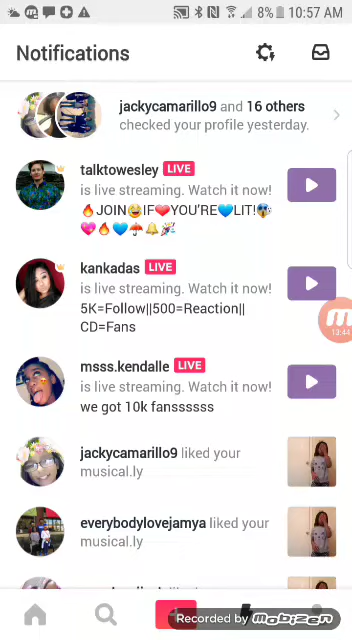 8% 10:57 AM
Notifications
jackycamarillo9 and 16 others
checked your profile yesterday.
talktowesley LIVE
is live streaming. Watch it now!
🔥JOIN😂IF❤️YOU'RE💙LIT!😱
💖🔥💙☂️🔔🎉
kankadas LIVE
is live streaming. Watch it now!
5K=Follow||500=Reaction||
CD=Fans
13:44
msss.kendalle LIVE
is live streaming. Watch it now!
we got 10k fanssssss
jackycamarillo9 liked your
musical.ly
everybodylovejamya liked your
musical.ly
Recorded by Mobizen